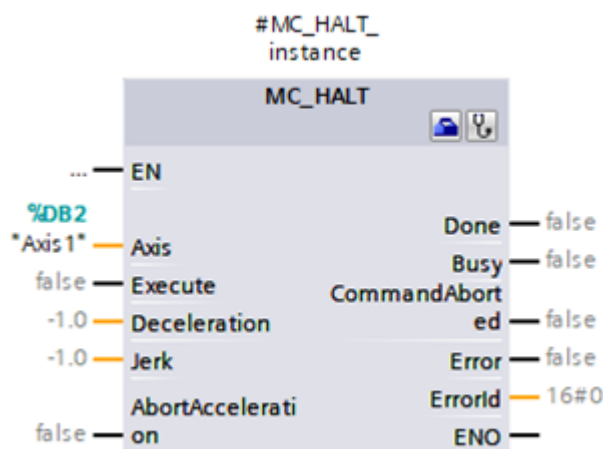 #MC_HALT_
instance
MC_HALT
... EN
%DB2
"Axis1" Axis
Done false
false Execute
Busy false
-1.0 Deceleration
CommandAbort
ed false
-1.0 Jerk
Error false
AbortAccelerati
ErrorId 16#0
false on
ENO